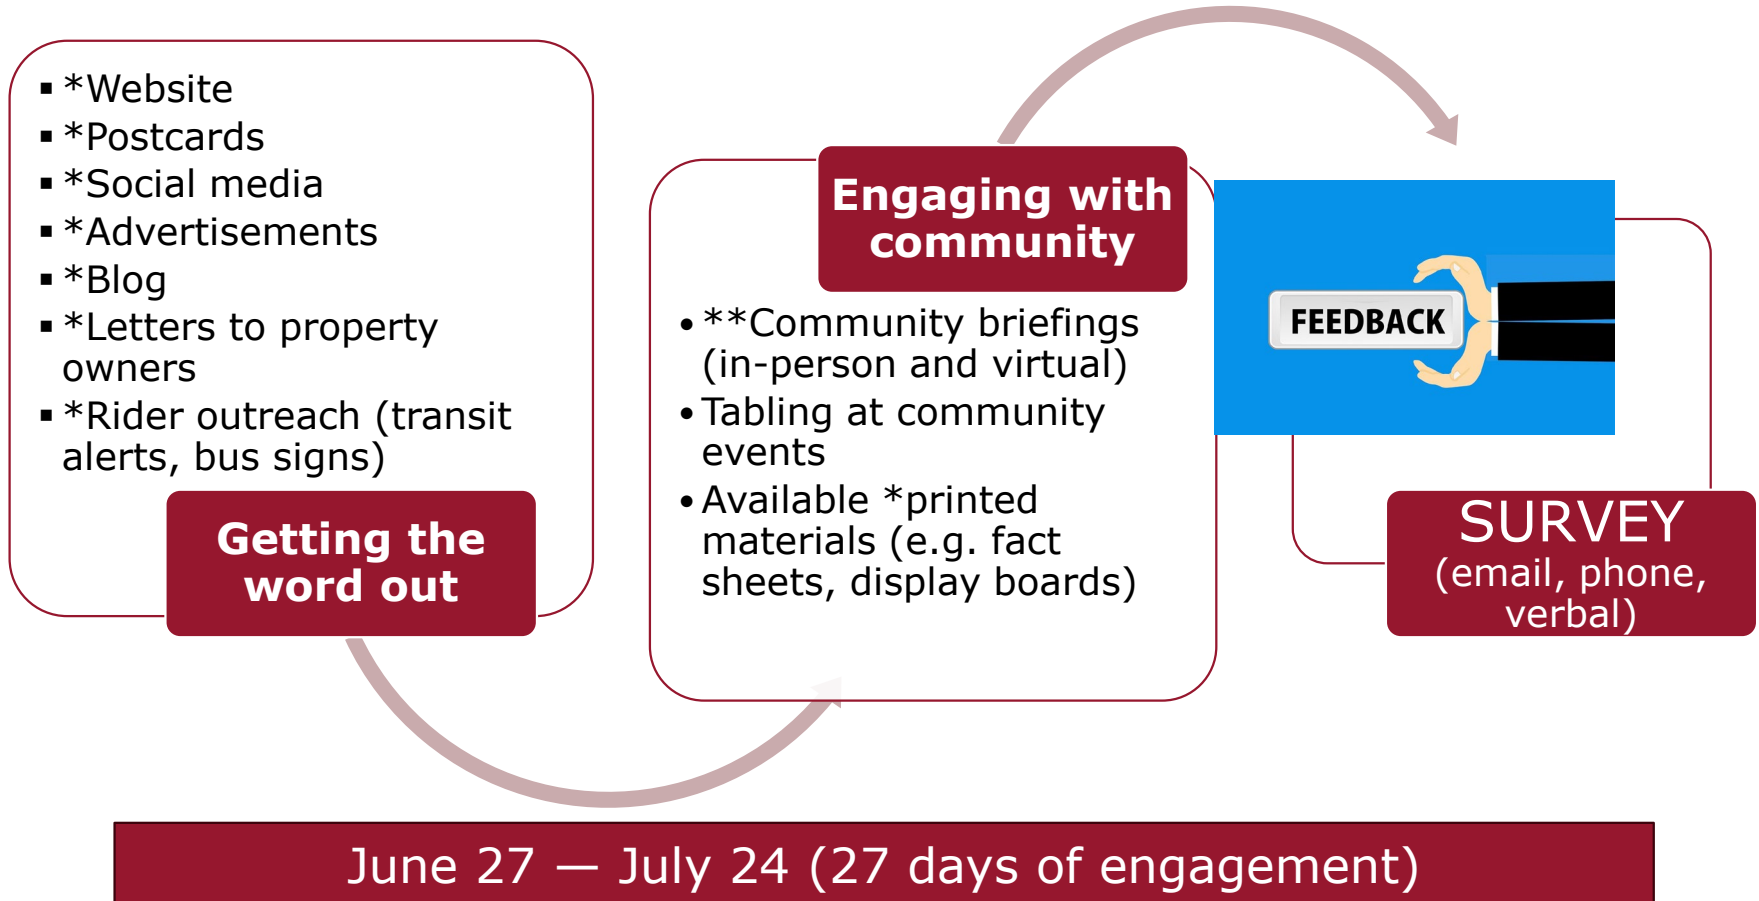 ▪ *Website
▪ *Postcards
▪ *Social media
▪ *Advertisements
▪ *Blog
▪ *Letters to property
owners
▪ *Rider outreach (transit
alerts, bus signs)
Getting the
word out
Engaging with
community
• **Community briefings
(in-person and virtual)
• Tabling at community
events
• Available *printed
materials (e.g. fact
sheets, display boards)
FEEDBACK
SURVEY
(email, phone,
verbal)
June 27 — July 24 (27 days of engagement)